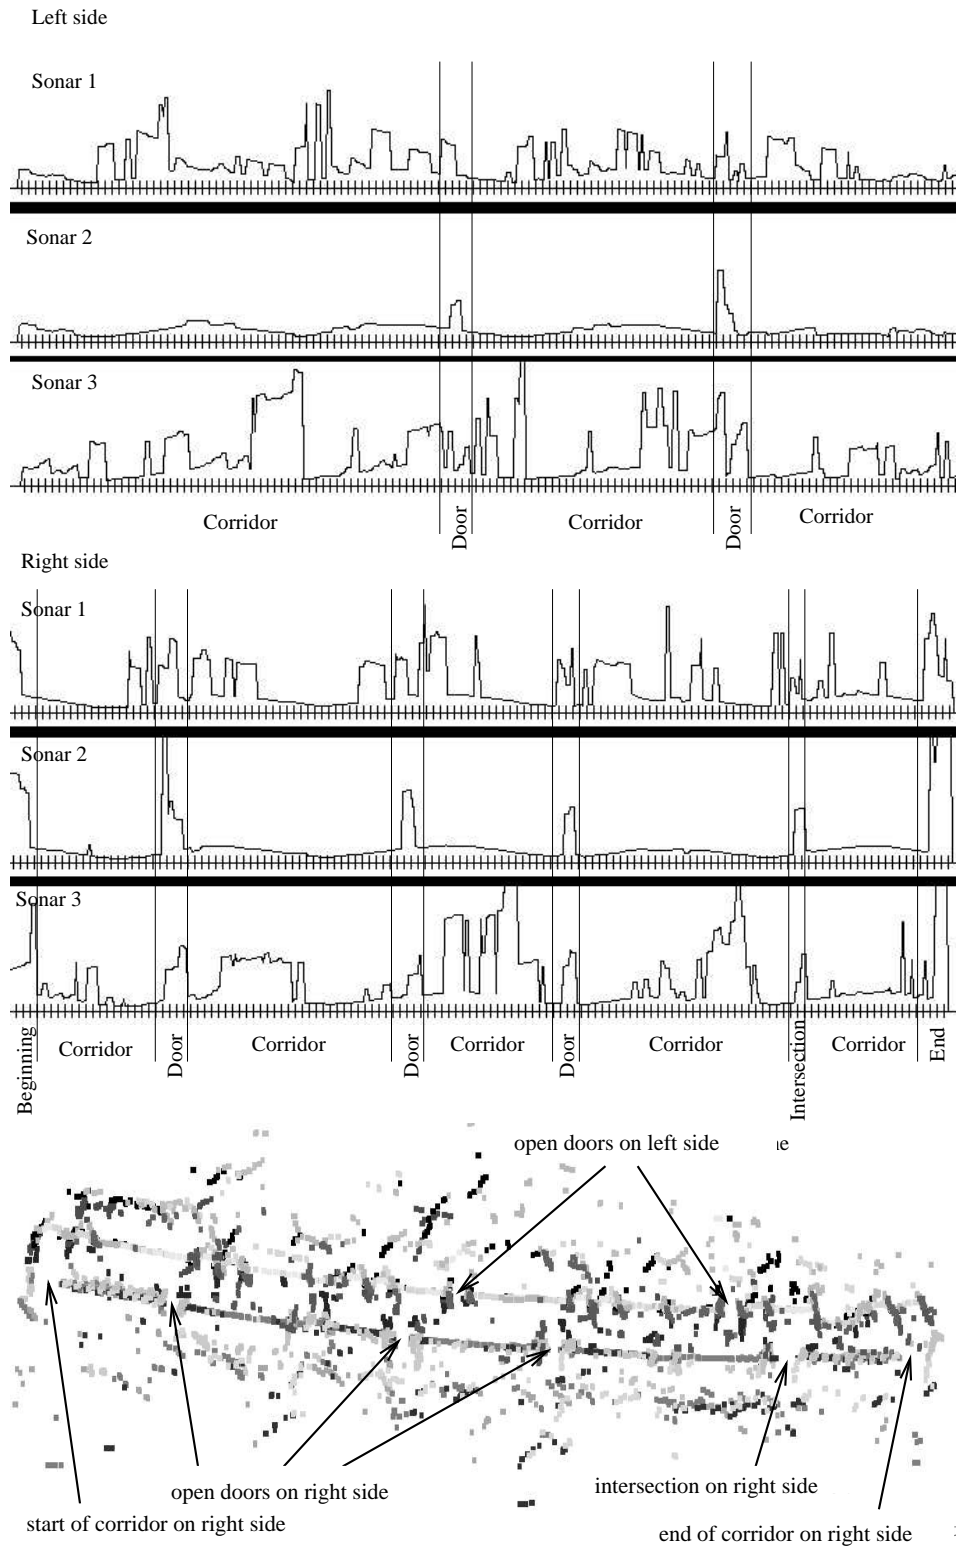 Left side
Sonar 1
Sonar 2
Sonar 3
Corridor
Door
Corridor
Door
Corridor
Right side
Sonar 1
Sonar 2
Sonar 3
Beginning
Corridor
Door
Corridor
Door
Corridor
Door
Corridor
Intersection
Corridor
End
open doors on left side
open doors on right side
intersection on right side
start of corridor on right side
end of corridor on right side